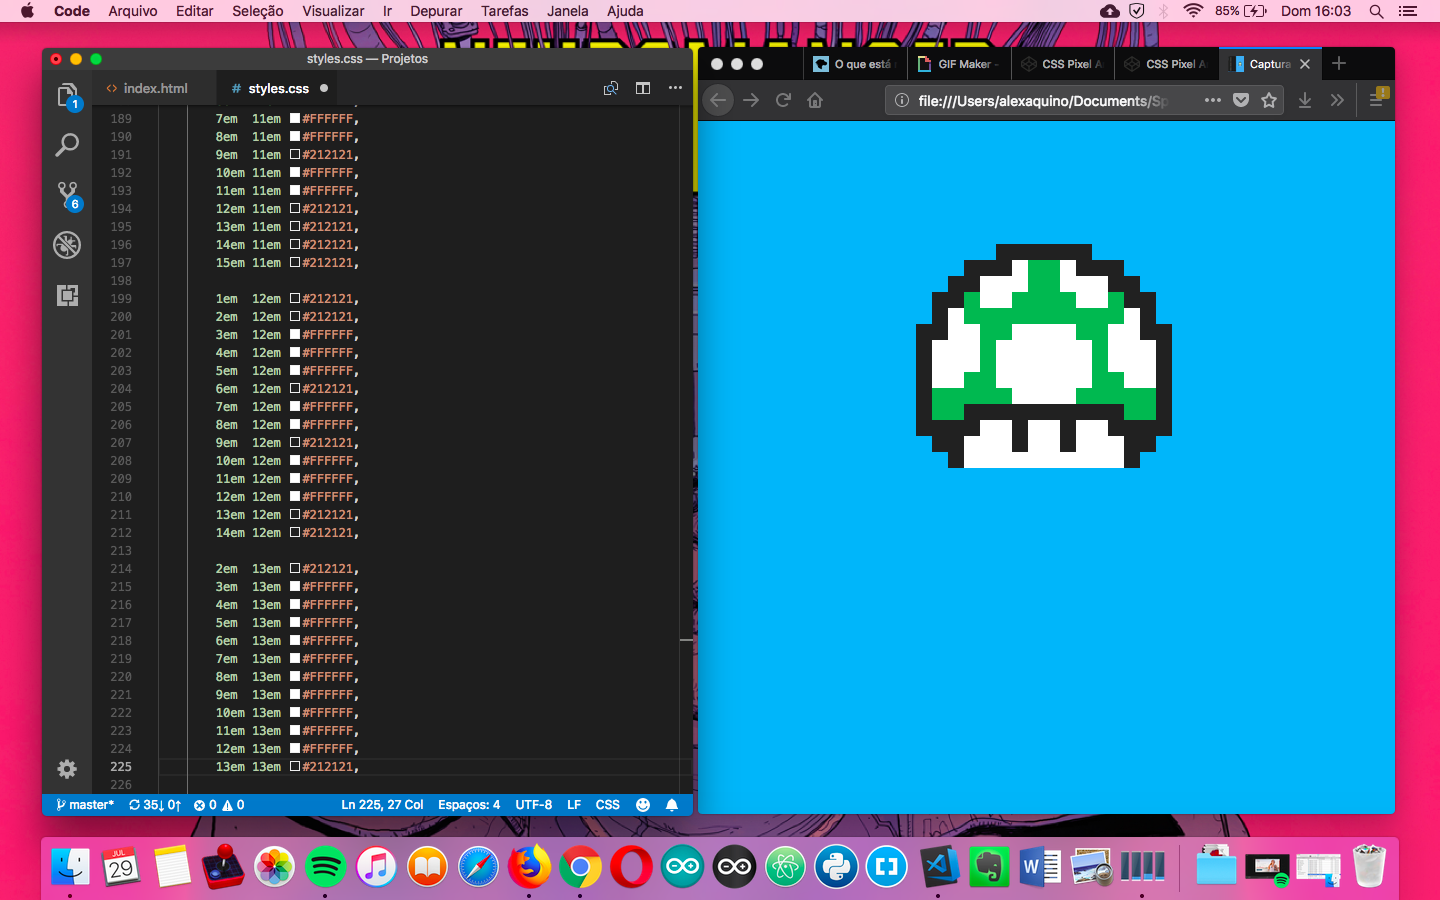 Code Arquivo Editar Seleção Visualizar Ir Depurar Tarefas Janela Ajuda 85% Dom 16:03
styles.css — Projetos
index.html # styles.css
O que está GIF Maker - CSS Pixel A CSS Pixel A Captura
file:///Users/alexaquino/Documents/Sp
1
6
189 7em 11em #FFFFFF,
190 8em 11em #FFFFFF,
191 9em 11em #212121,
192 10em 11em #FFFFFF,
193 11em 11em #FFFFFF,
194 12em 11em #212121,
195 13em 11em #212121,
196 14em 11em #212121,
197 15em 11em #212121,
198
199 1em 12em #212121,
200 2em 12em #212121,
201 3em 12em #FFFFFF,
202 4em 12em #FFFFFF,
203 5em 12em #FFFFFF,
204 6em 12em #212121,
205 7em 12em #FFFFFF,
206 8em 12em #FFFFFF,
207 9em 12em #212121,
208 10em 12em #FFFFFF,
209 11em 12em #FFFFFF,
210 12em 12em #FFFFFF,
211 13em 12em #212121,
212 14em 12em #212121,
213
214 2em 13em #212121,
215 3em 13em #FFFFFF,
216 4em 13em #FFFFFF,
217 5em 13em #FFFFFF,
218 6em 13em #FFFFFF,
219 7em 13em #FFFFFF,
220 8em 13em #FFFFFF,
221 9em 13em #FFFFFF,
222 10em 13em #FFFFFF,
223 11em 13em #FFFFFF,
224 12em 13em #FFFFFF,
225 13em 13em #212121,
226
master* 35↓ 0↑ 0 0 Ln 225, 27 Col Espaços: 4 UTF-8 LF CSS
JUL
29